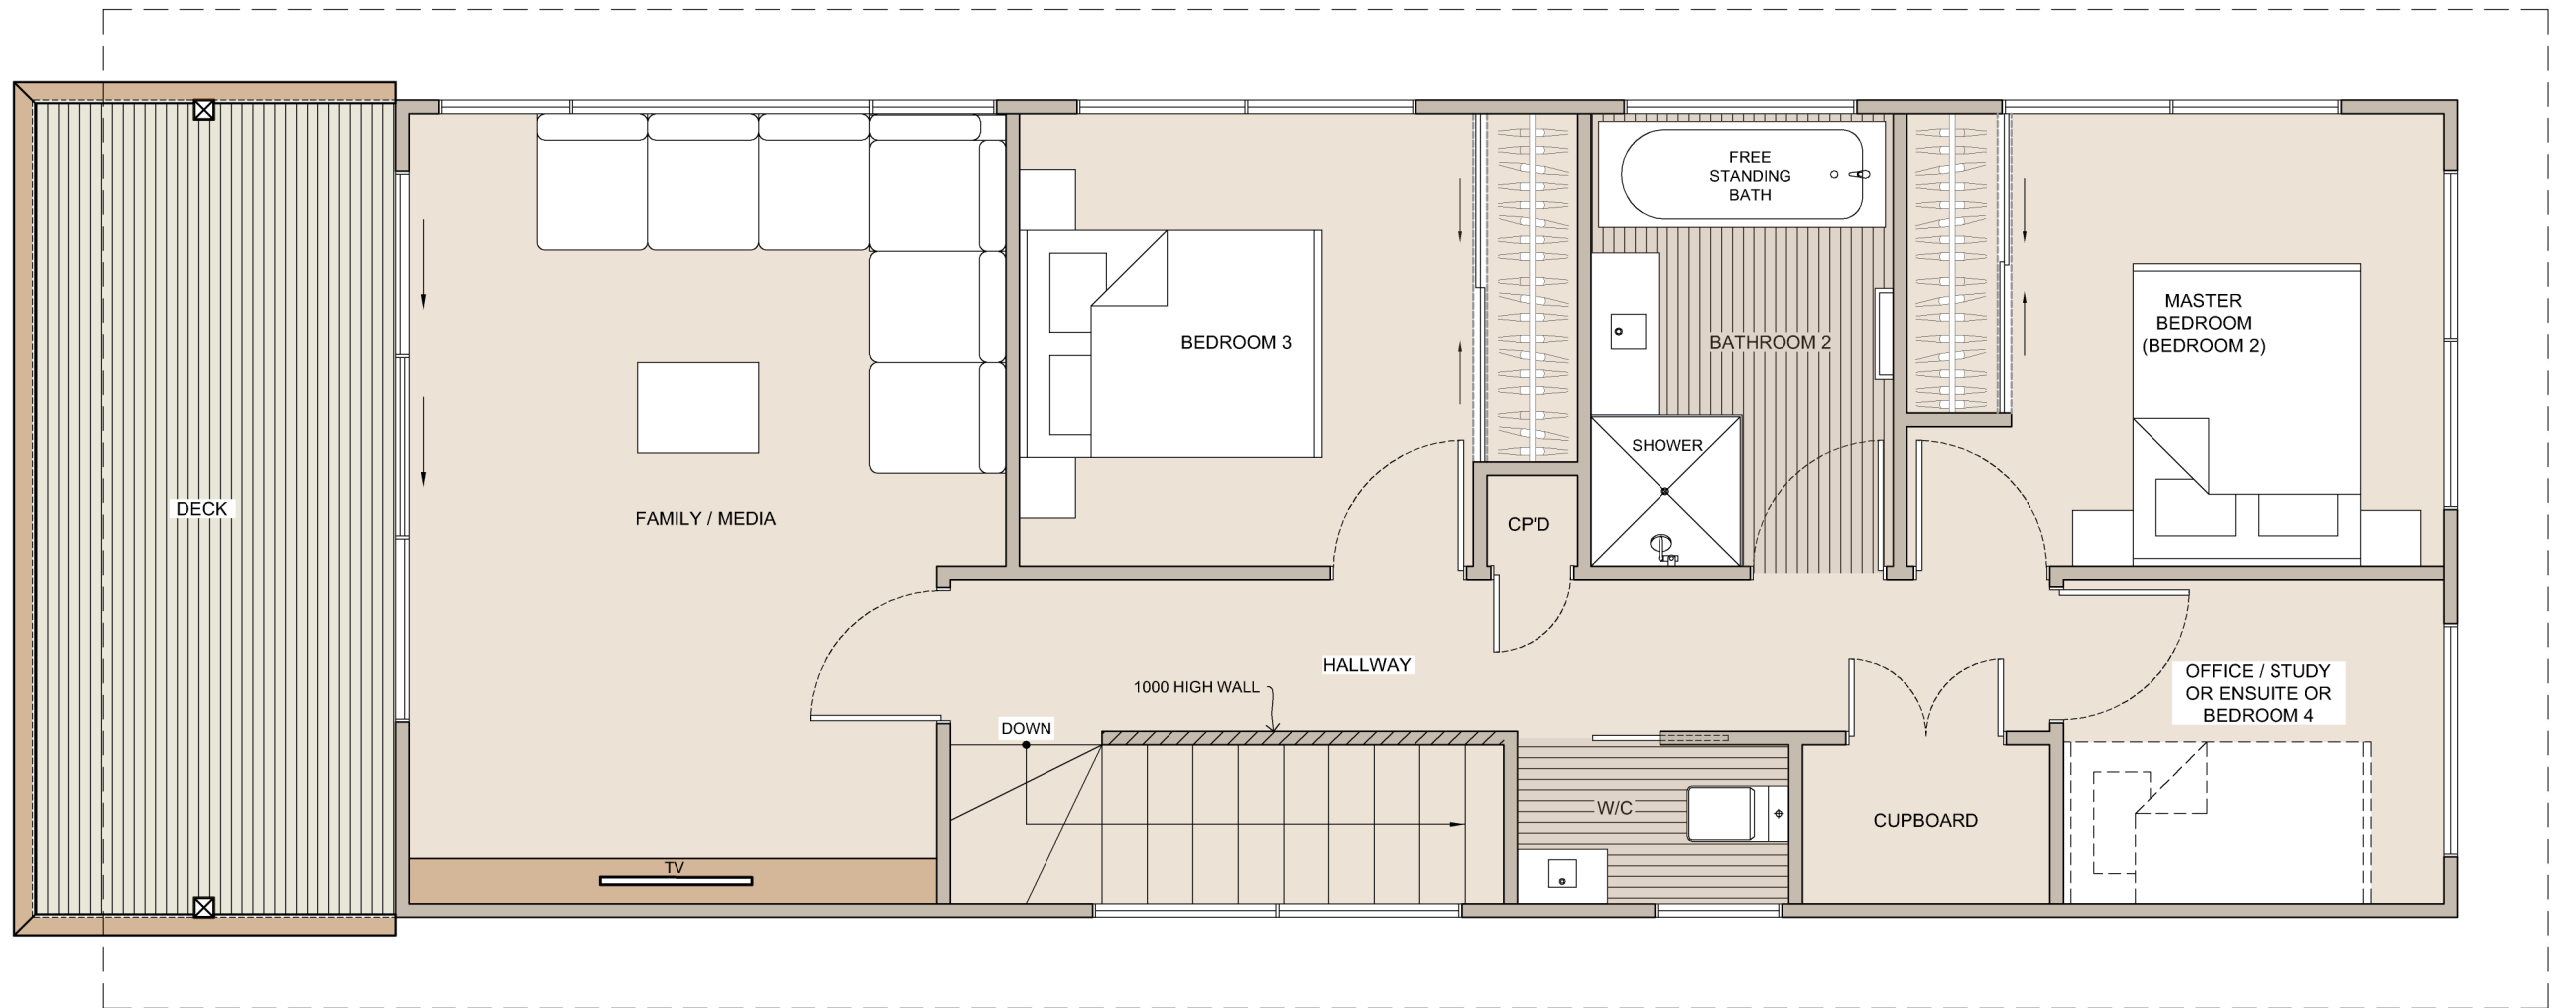 FREE
STANDING
BATH
MASTER
BEDROOM
(BEDROOM 2)
BEDROOM 3
BATHROOM 2
SHOWER
DECK
FAMILY / MEDIA
CP'D
HALLWAY
1000 HIGH WALL
OFFICE / STUDY
OR ENSUITE OR
BEDROOM 4
DOWN
W/C
CUPBOARD
TV